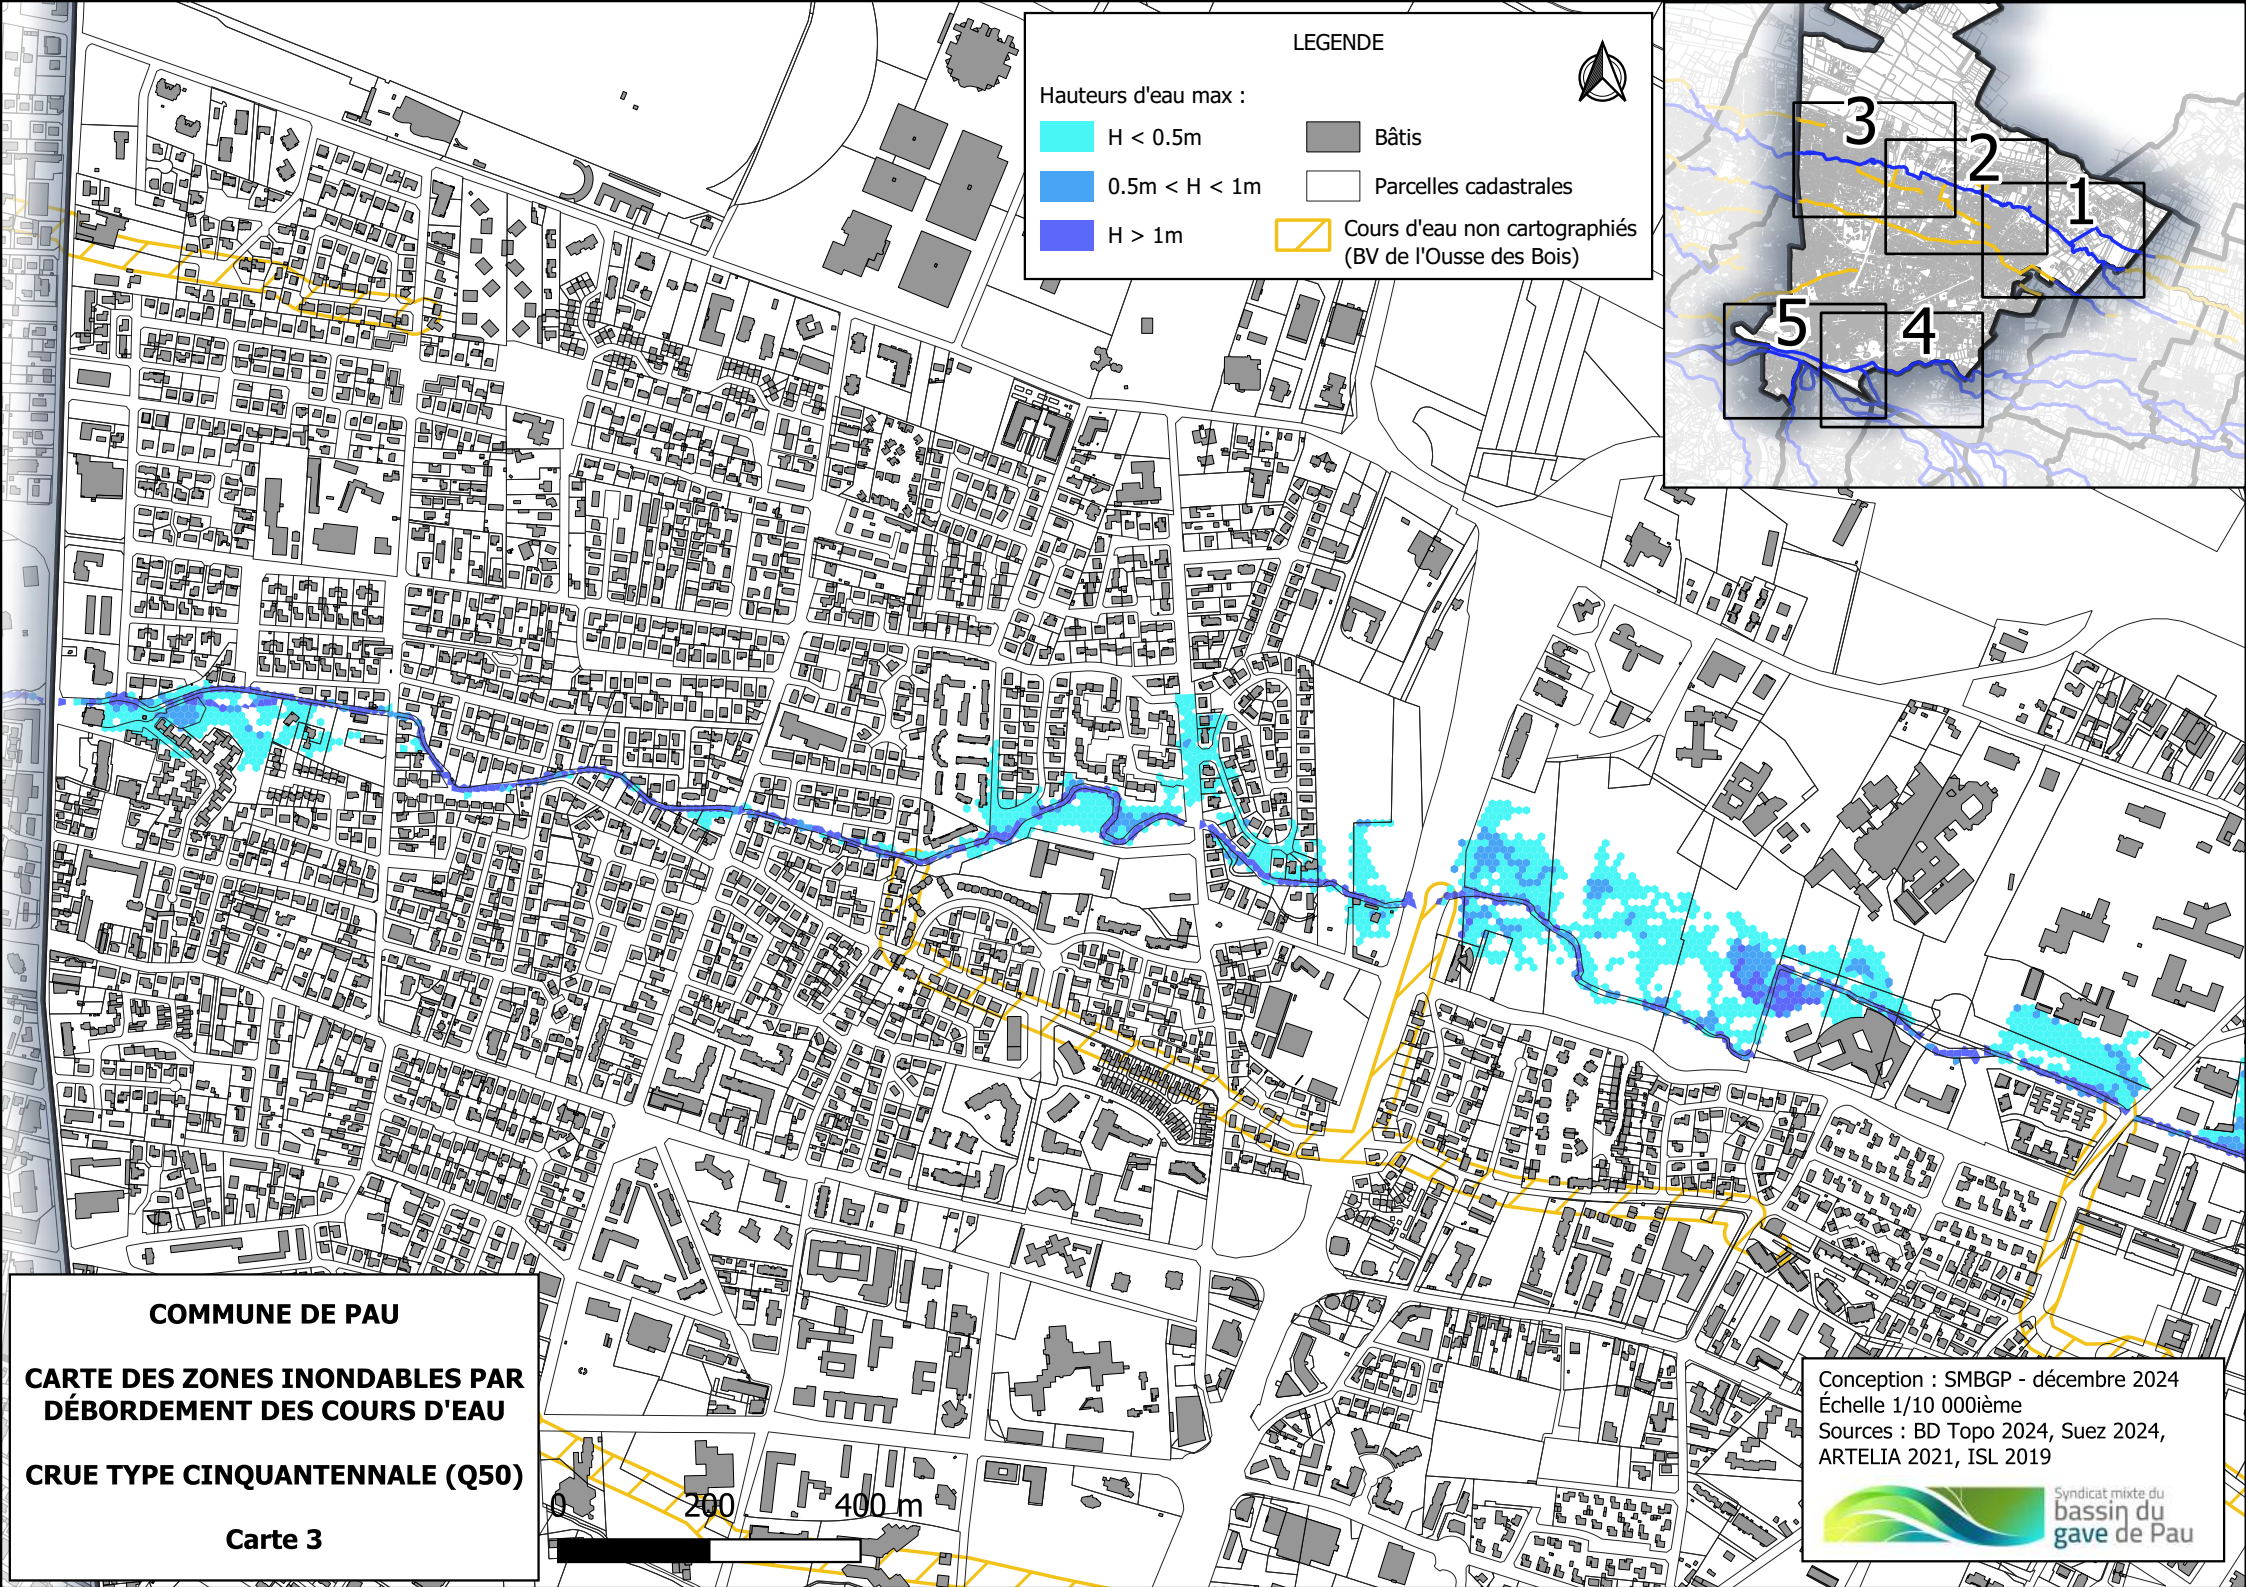 LEGENDE
Hauteurs d'eau max :
H < 0.5m
0.5m < H < 1m
H > 1m
Bâtis
Parcelles cadastrales
Cours d'eau non cartographiés
(BV de l'Ousse des Bois)
3
2
1
5
4
COMMUNE DE PAU
CARTE DES ZONES INONDABLES PAR
DÉBORDEMENT DES COURS D'EAU
CRUE TYPE CINQUANTENNALE (Q50)
Carte 3
0 200 400 m
Conception : SMBGP - décembre 2024
Échelle 1/10 000ième
Sources : BD Topo 2024, Suez 2024,
ARTELIA 2021, ISL 2019
Syndicat mixte du
bassin du
gave de Pau